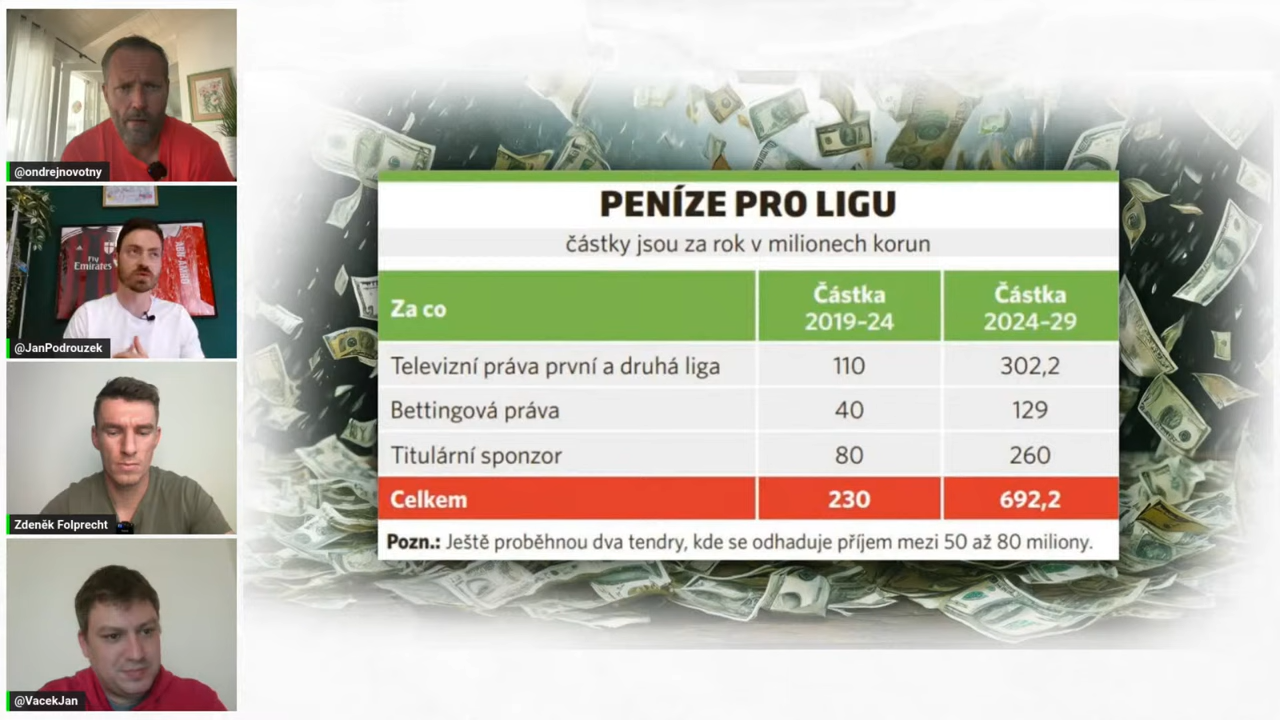 @ondrejnovotny
Fly
Emirates
@JanPodrouzek
Zdeněk Folprecht
@VacekJan
PENÍZE PRO LIGU
částky jsou za rok v milionech korun
Za co
Částka
2019–24
Částka
2024–29
Televizní práva první a druhá liga
110
302,2
Bettingová práva
40
129
Titulární sponzor
80
260
Celkem
230
692,2
Pozn.: Ještě proběhnou dva tendry, kde se odhaduje příjem mezi 50 až 80 miliony.